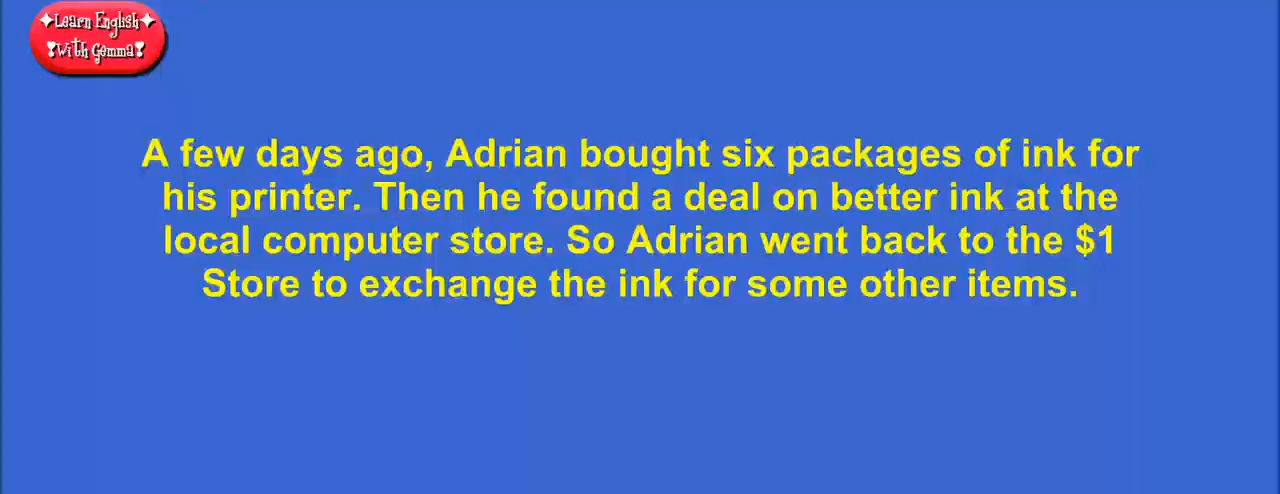 ✦Learn English✦
❣With Gemma❣
A few days ago, Adrian bought six packages of ink for
his printer. Then he found a deal on better ink at the
local computer store. So Adrian went back to the $1
Store to exchange the ink for some other items.